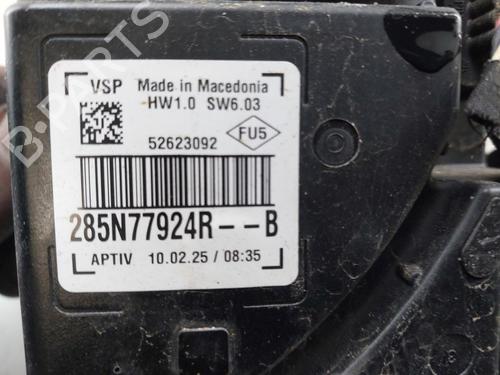 VSP Made in Macedonia
HW1.0 SW6.03
52623092
FU5
285N77924R--B
APTIV 10.02.25 / 08:35
B-PARTS